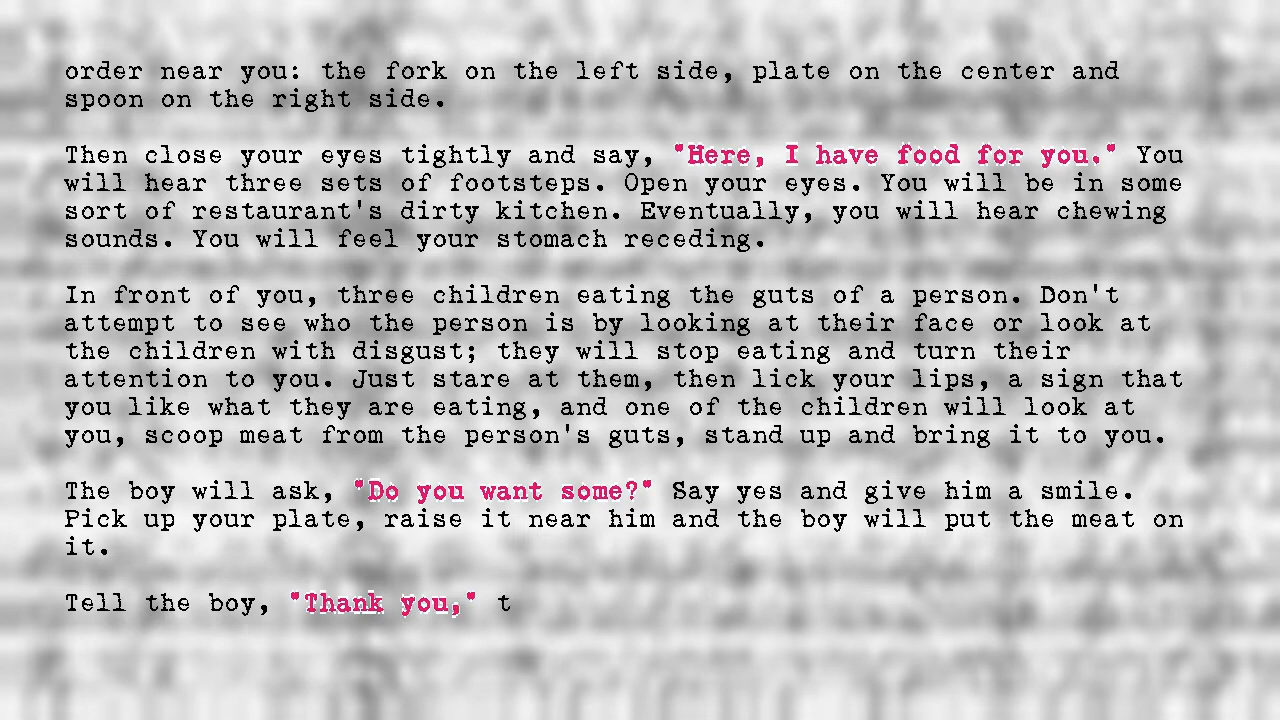 order near you: the fork on the left side, plate on the center and
spoon on the right side.
Then close your eyes tightly and say, "Here, I have food for you." You
will hear three sets of footsteps. Open your eyes. You will be in some
sort of restaurant's dirty kitchen. Eventually, you will hear chewing
sounds. You will feel your stomach receding.
In front of you, three children eating the guts of a person. Don't
attempt to see who the person is by looking at their face or look at
the children with disgust; they will stop eating and turn their
attention to you. Just stare at them, then lick your lips, a sign that
you like what they are eating, and one of the children will look at
you, scoop meat from the person's guts, stand up and bring it to you.
The boy will ask, "Do you want some?" Say yes and give him a smile.
Pick up your plate, raise it near him and the boy will put the meat on
it.
Tell the boy, "Thank you," t